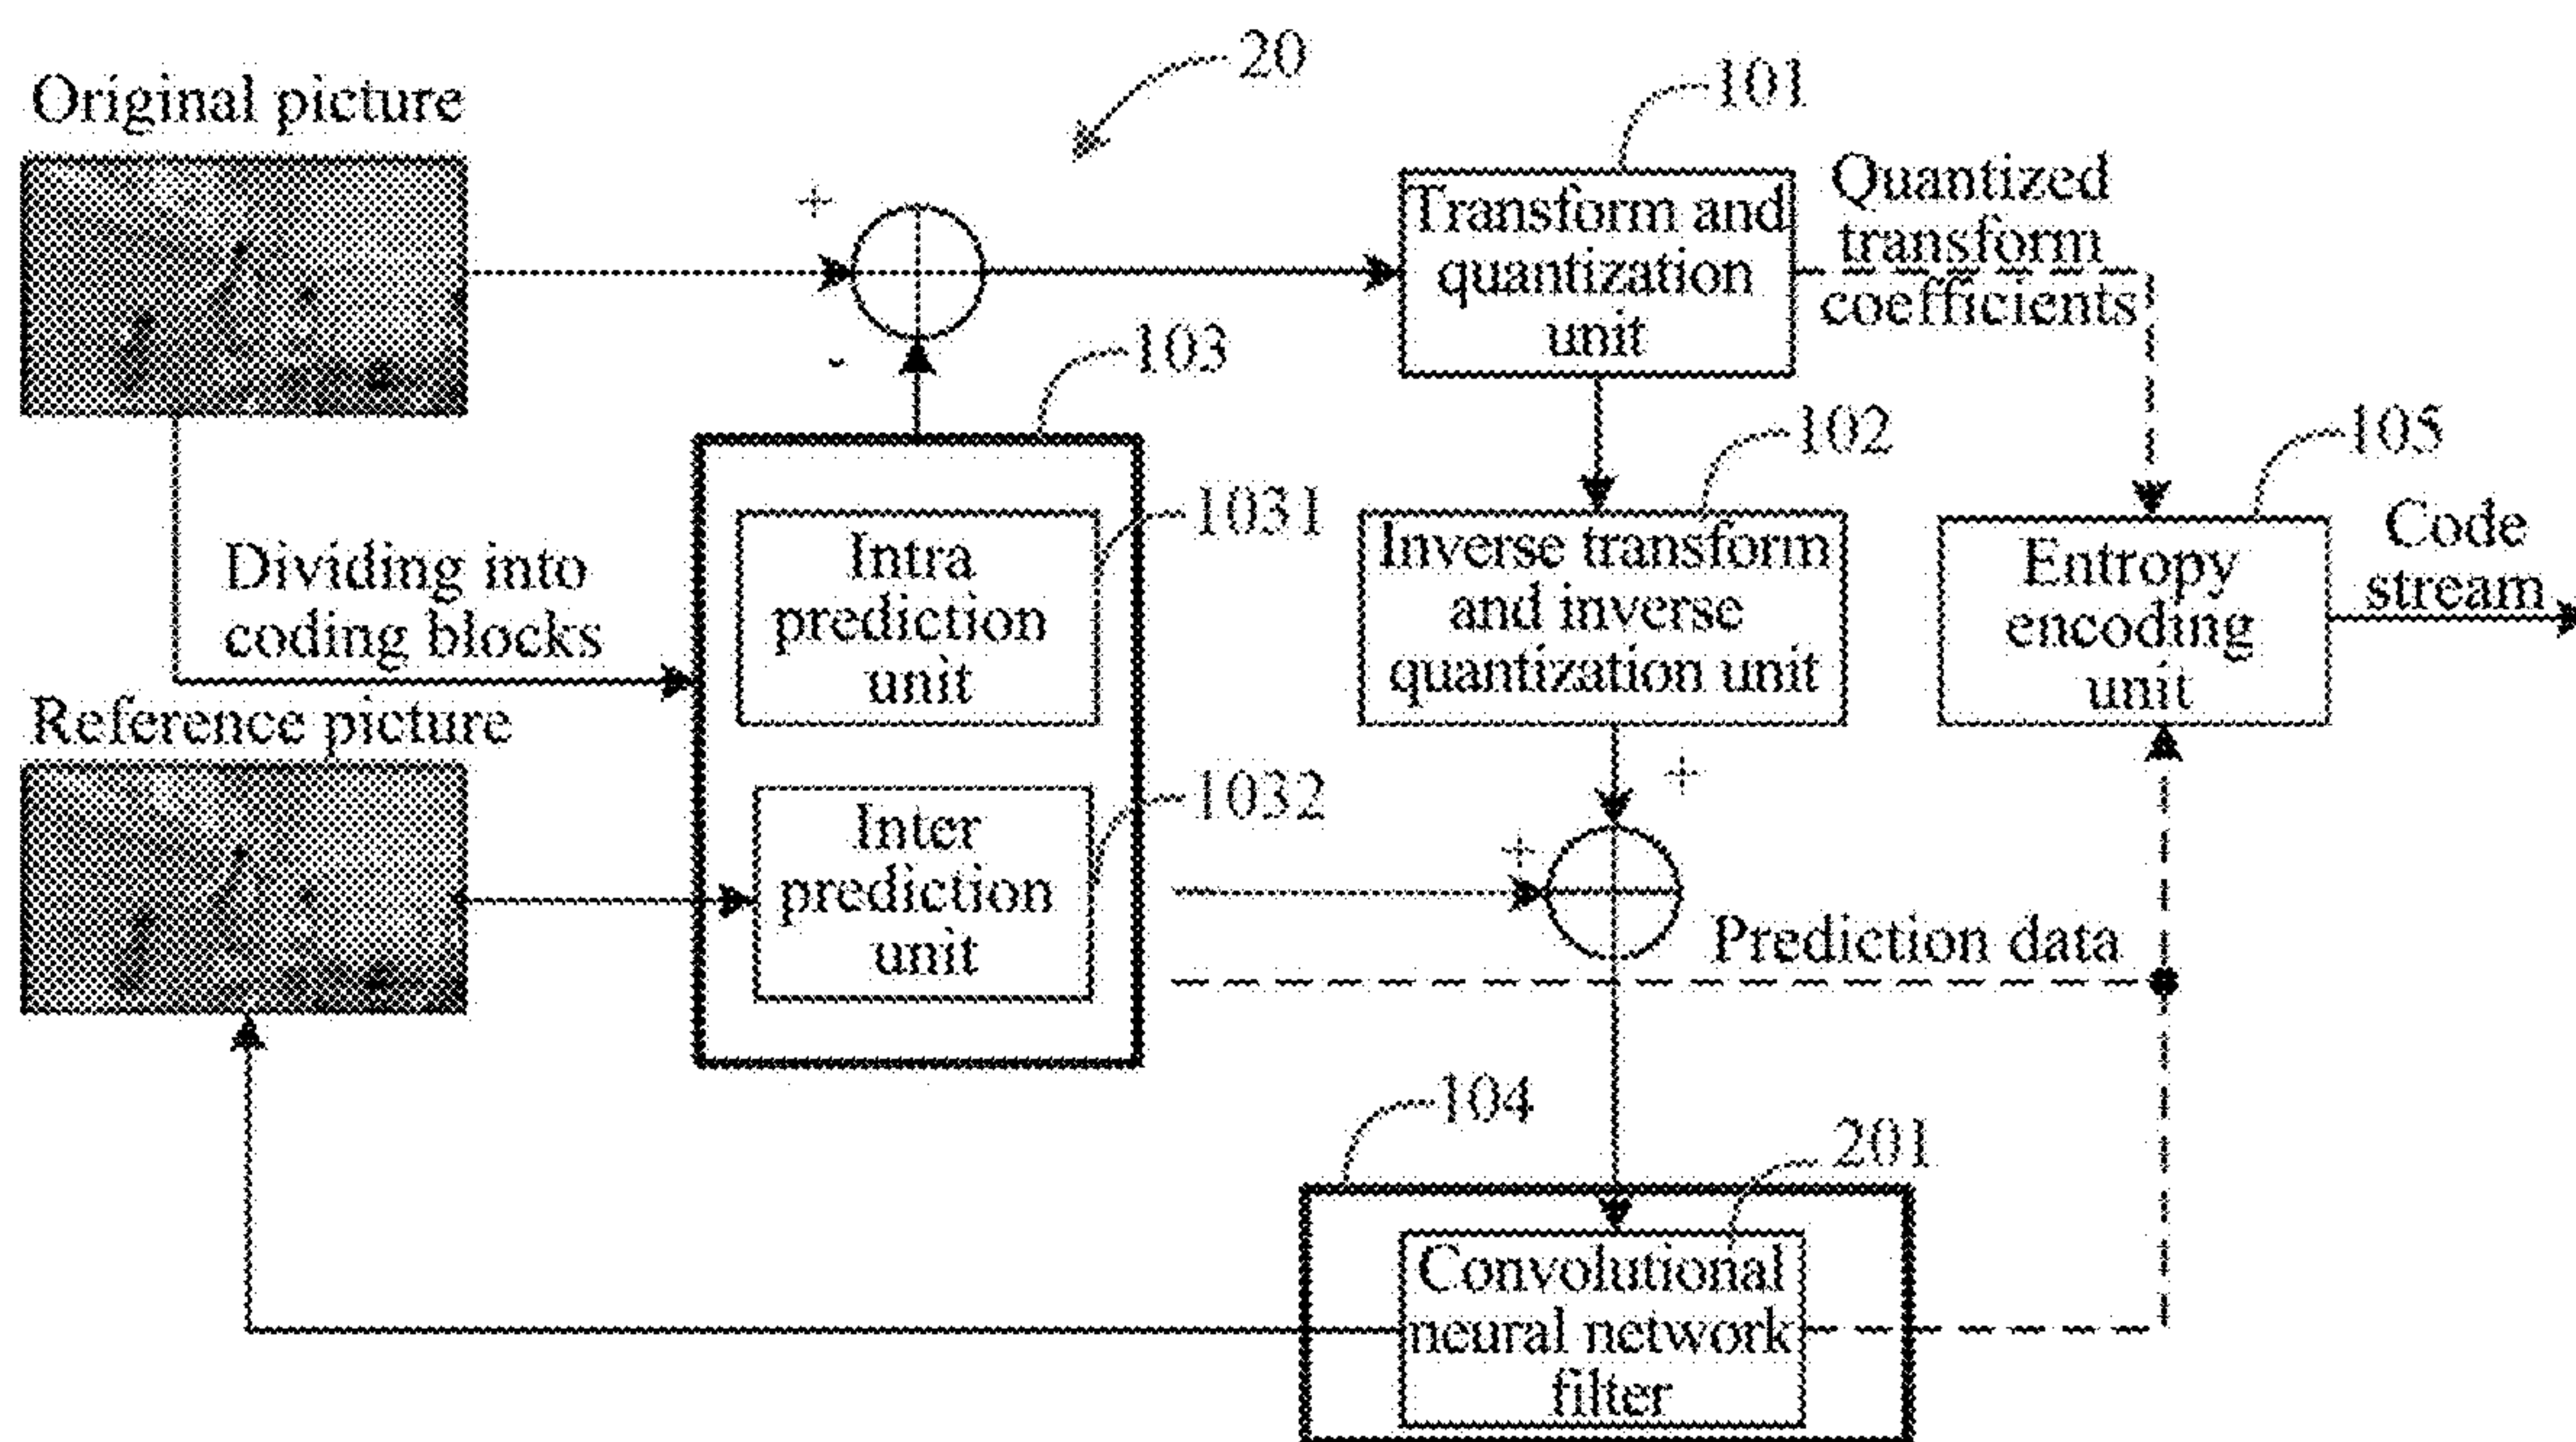 20
101
Original picture
+
Transform and
quantization
unit
Quantized
transform
coefficients
-
103
102
105
1031
Intra
prediction
unit
Dividing into
coding blocks
Inverse transform
and inverse
quantization unit
Entropy
encoding
unit
Code
stream
Reference picture
1032
Inter
prediction
unit
+
+
Prediction data
104
201
Convolutional
neural network
filter